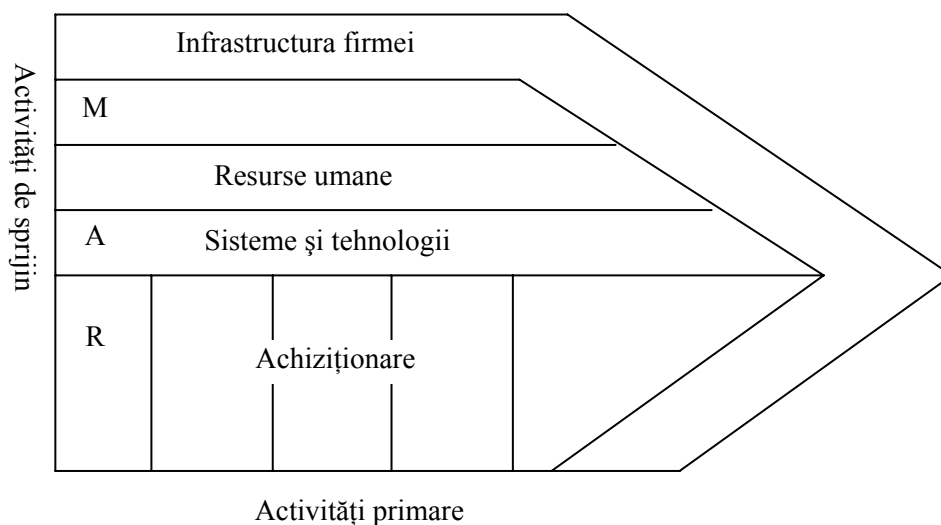 Infrastructura firmei
M
Resurse umane
A
Sisteme şi tehnologii
R
Achiziționare
Activități de sprijin
Activități primare